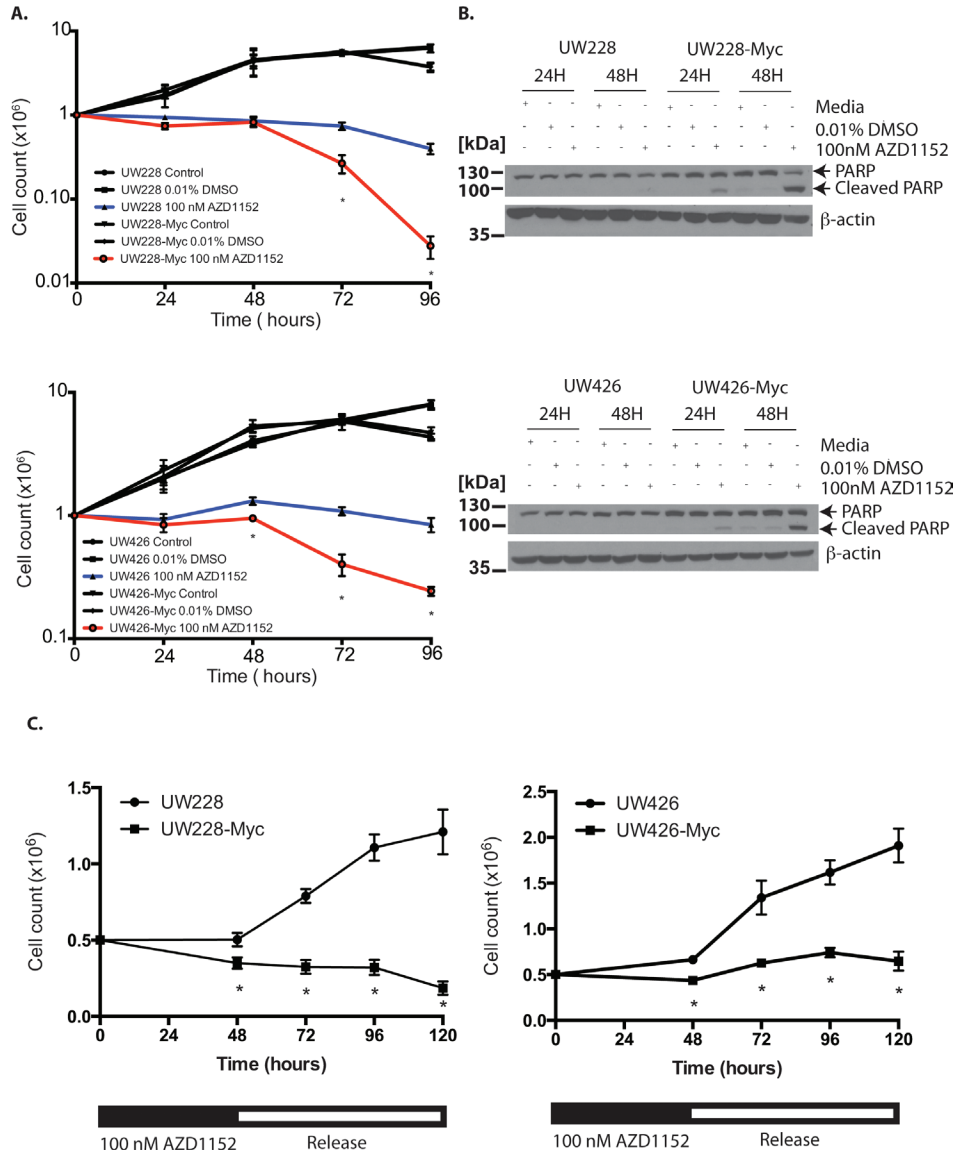 A.
10
1
0.10
0.01
Cell count (x10⁶)
UW228 Control
UW228 0.01% DMSO
UW228 100 nM AZD1152
UW228-Myc Control
UW228-Myc 0.01% DMSO
UW228-Myc 100 nM AZD1152
*
*
0 24 48 72 96
Time ( hours)
B.
UW228 UW228-Myc
24H 48H 24H 48H
+ - - + - - + - - + - - Media
- + - - + - - + - - + - 0.01% DMSO
- - + - - + - - + - - + 100nM AZD1152
[kDa]
130 PARP
100 Cleaved PARP
β-actin
35
10
1
0.1
Cell count (x10⁶)
UW426 Control
UW426 0.01% DMSO
UW426 100 nM AZD1152
UW426-Myc Control
UW426-Myc 0.01% DMSO
UW426-Myc 100 nM AZD1152
* * *
0 24 48 72 96
Time ( hours)
UW426 UW426-Myc
24H 48H 24H 48H
+ - - + - - + - - + - - Media
- + - - + - - + - - + - 0.01% DMSO
- - + - - + - - + - - + 100nM AZD1152
[kDa]
130 PARP
100 Cleaved PARP
β-actin
35
C.
1.5
1.0
0.5
0.0
Cell count (x10⁶)
UW228
UW228-Myc
* * * *
0 24 48 72 96 120
Time (hours)
100 nM AZD1152 Release
2.5
2.0
1.5
1.0
0.5
0.0
Cell count (x10⁶)
UW426
UW426-Myc
* * * *
0 24 48 72 96 120
Time (hours)
100 nM AZD1152 Release